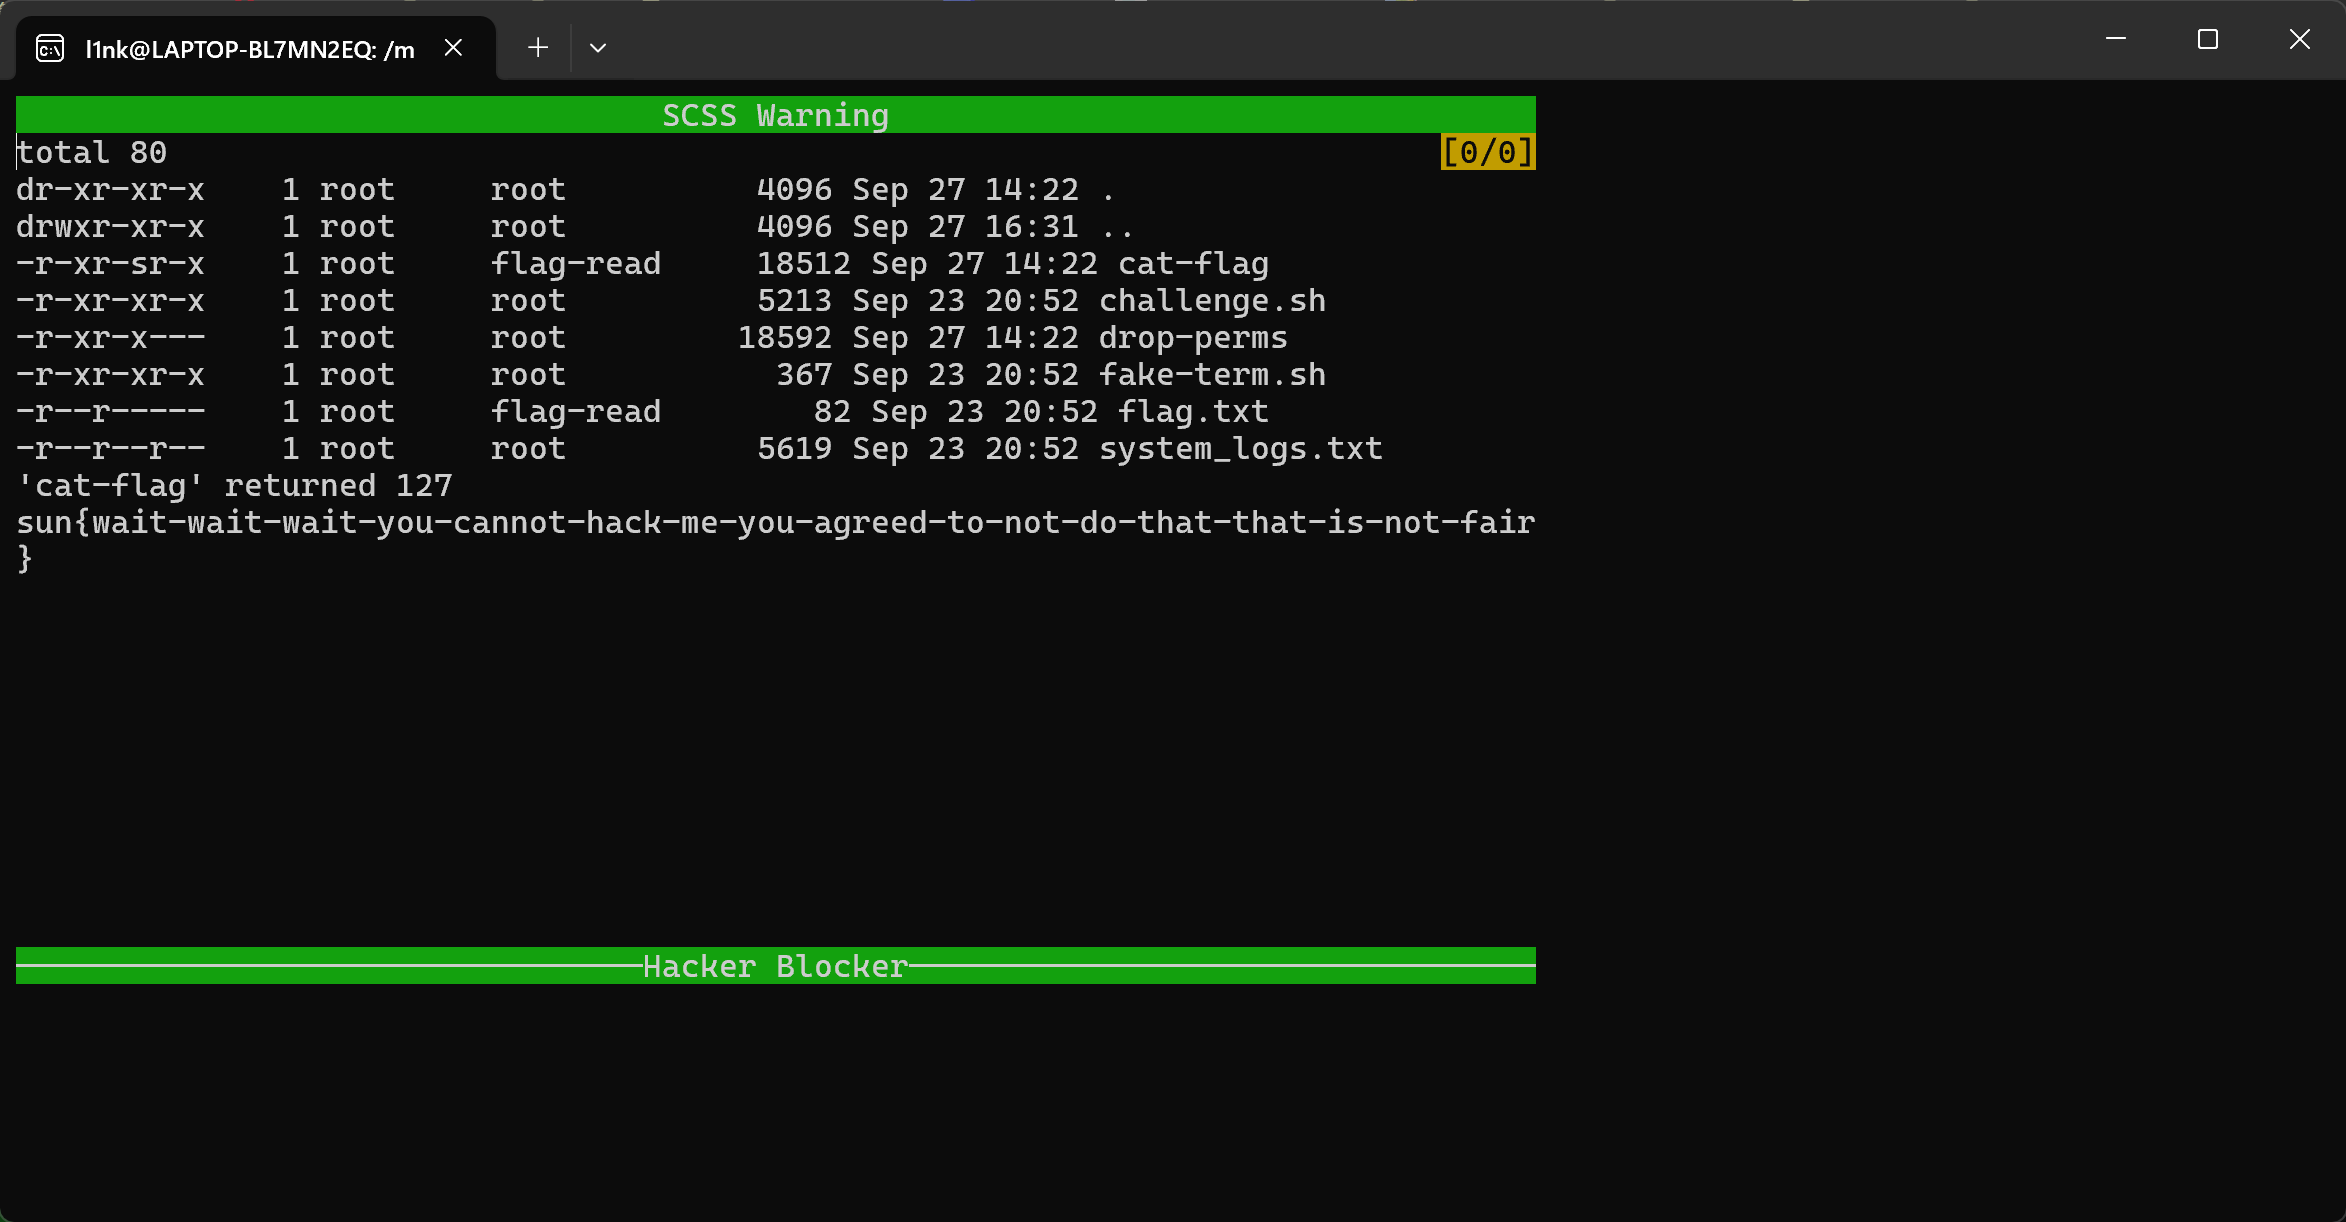 l1nk@LAPTOP-BL7MN2EQ: /m
SCSS Warning
total 80 [0/0]
dr-xr-xr-x    1 root     root          4096 Sep 27 14:22 .
drwxr-xr-x    1 root     root          4096 Sep 27 16:31 ..
-r-xr-sr-x    1 root     flag-read     18512 Sep 27 14:22 cat-flag
-r-xr-xr-x    1 root     root          5213 Sep 23 20:52 challenge.sh
-r-xr-x---    1 root     root         18592 Sep 27 14:22 drop-perms
-r-xr-xr-x    1 root     root           367 Sep 23 20:52 fake-term.sh
-r--r-----    1 root     flag-read        82 Sep 23 20:52 flag.txt
-r--r--r--    1 root     root          5619 Sep 23 20:52 system_logs.txt
'cat-flag' returned 127
sun{wait-wait-wait-you-cannot-hack-me-you-agreed-to-not-do-that-that-is-not-fair
}
Hacker Blocker